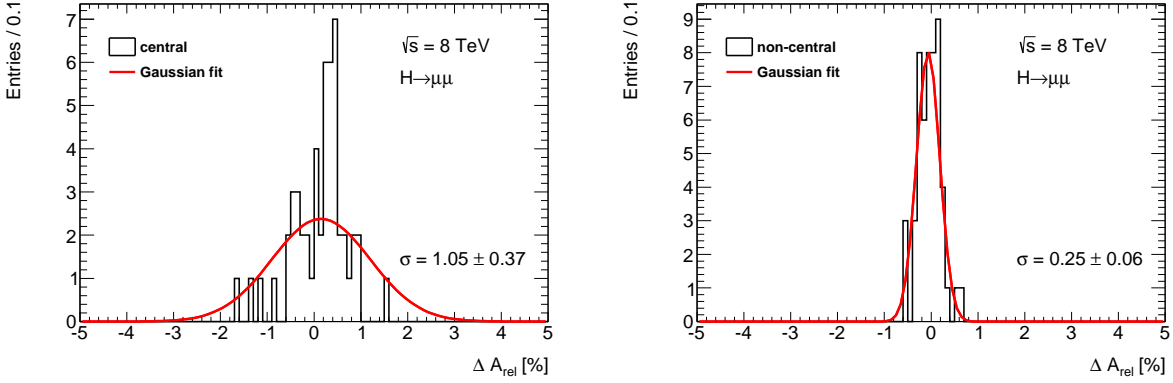 Entries / 0.1
7
6
5
4
3
2
1
0
central
Gaussian fit
√s = 8 TeV
H→μμ
σ = 1.05 ± 0.37
-5 -4 -3 -2 -1 0 1 2 3 4 5
Δ A_rel [%]
Entries / 0.1
9
8
7
6
5
4
3
2
1
0
non-central
Gaussian fit
√s = 8 TeV
H→μμ
σ = 0.25 ± 0.06
-5 -4 -3 -2 -1 0 1 2 3 4 5
Δ A_rel [%]